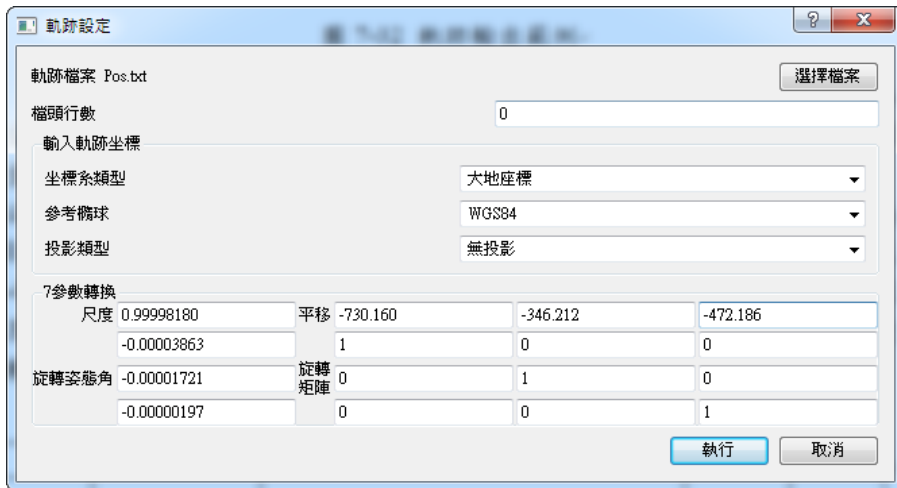 軌跡設定
軌跡檔案 Pos.txt 選擇檔案
檔頭行數 0
輸入軌跡坐標
坐標系類型 大地座標
參考橢球 WGS84
投影類型 無投影
7參數轉換
尺度 0.99998180 平移 -730.160 -346.212 -472.186
-0.00003863 1 0 0
旋轉姿態角 -0.00001721 旋轉矩陣 0 1 0
-0.00000197 0 0 1
執行 取消